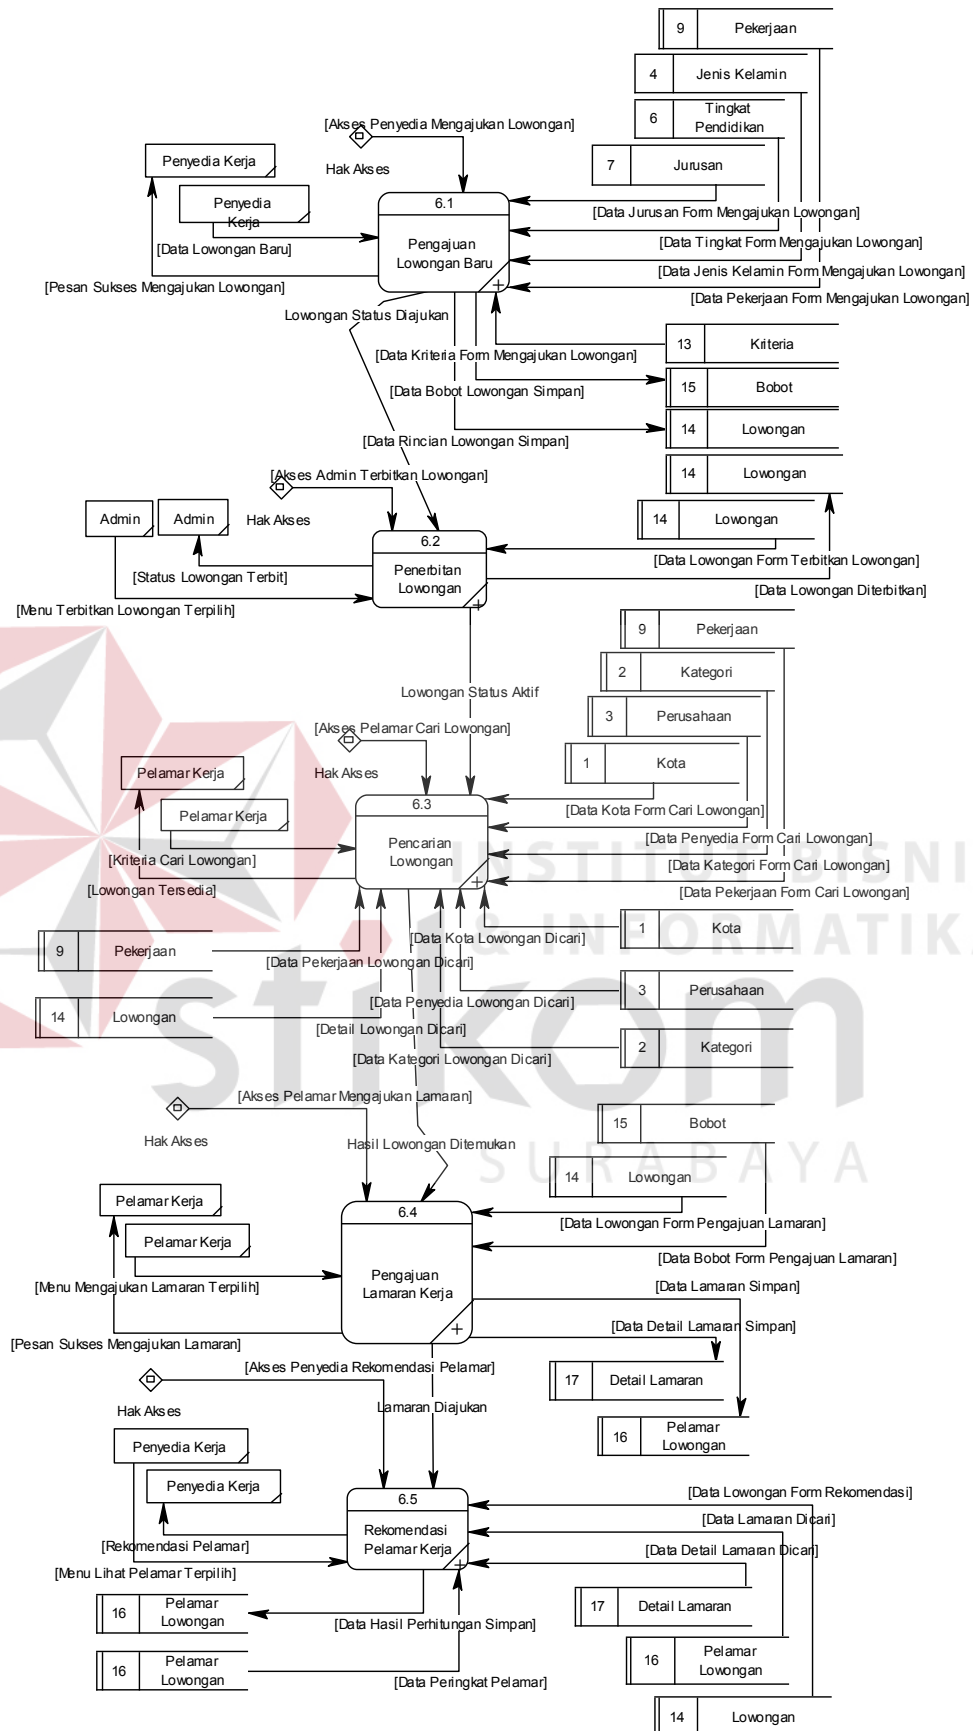 9
Pekerjaan
4
Jenis Kelamin
6
Tingkat
Pendidikan
7
Jurusan
[Akses Penyedia Mengajukan Lowongan]
Hak Akses
Penyedia Kerja
Penyedia
Kerja
[Data Lowongan Baru]
[Pesan Sukses Mengajukan Lowongan]
6.1
Pengajuan
Lowongan Baru
+
[Data Jurusan Form Mengajukan Lowongan]
[Data Tingkat Form Mengajukan Lowongan]
[Data Jenis Kelamin Form Mengajukan Lowongan]
[Data Pekerjaan Form Mengajukan Lowongan]
Lowongan Status Diajukan
[Data Kriteria Form Mengajukan Lowongan]
13
Kriteria
[Data Bobot Lowongan Simpan]
15
Bobot
14
Lowongan
[Data Rincian Lowongan Simpan]
14
Lowongan
[Akses Admin Terbitkan Lowongan]
Hak Akses
Admin
Admin
14
Lowongan
6.2
Penerbitan
Lowongan
+
[Data Lowongan Form Terbitkan Lowongan]
[Status Lowongan Terbit]
[Data Lowongan Diterbitkan]
[Menu Terbitkan Lowongan Terpilih]
9
Pekerjaan
2
Kategori
3
Perusahaan
1
Kota
Lowongan Status Aktif
[Akses Pelamar Cari Lowongan]
Hak Akses
Pelamar Kerja
Pelamar Kerja
6.3
Pencarian
Lowongan
+
[Data Kota Form Cari Lowongan]
[Data Penyedia Form Cari Lowongan]
[Data Kategori Form Cari Lowongan]
[Data Pekerjaan Form Cari Lowongan]
[Kriteria Cari Lowongan]
[Lowongan Tersedia]
INSTITUT BISNI
& INFORMATIKA
stikom
SURABAYA
9
Pekerjaan
14
Lowongan
[Data Kota Lowongan Dicari]
[Data Pekerjaan Lowongan Dicari]
[Data Penyedia Lowongan Dicari]
[Detail Lowongan Dicari]
[Data Kategori Lowongan Dicari]
1
Kota
3
Perusahaan
2
Kategori
[Akses Pelamar Mengajukan Lamaran]
Hak Akses
Hasil Lowongan Ditemukan
15
Bobot
14
Lowongan
Pelamar Kerja
Pelamar Kerja
6.4
Pengajuan
Lamaran Kerja
+
[Data Lowongan Form Pengajuan Lamaran]
[Data Bobot Form Pengajuan Lamaran]
[Menu Mengajukan Lamaran Terpilih]
[Pesan Sukses Mengajukan Lamaran]
[Data Lamaran Simpan]
[Data Detail Lamaran Simpan]
17
Detail Lamaran
16
Pelamar
Lowongan
[Akses Penyedia Rekomendasi Pelamar]
Hak Akses
Lamaran Diajukan
Penyedia Kerja
Penyedia Kerja
6.5
Rekomendasi
Pelamar Kerja
+
[Rekomendasi Pelamar]
[Menu Lihat Pelamar Terpilih]
[Data Lowongan Form Rekomendasi]
[Data Lamaran Dicari]
[Data Detail Lamaran Dicari]
16
Pelamar
Lowongan
[Data Hasil Perhitungan Simpan]
16
Pelamar
Lowongan
[Data Peringkat Pelamar]
17
Detail Lamaran
16
Pelamar
Lowongan
14
Lowongan